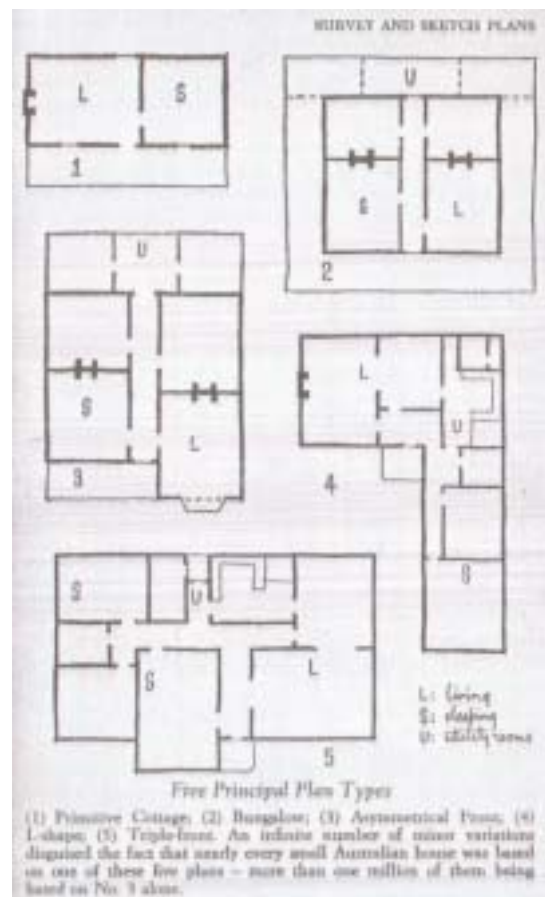 SURVEY AND SKETCH PLANS
L
S
1
U
S
L
2
U
S
L
3
L
U
4
S
S
U
S
L
5
L: living
S: sleeping
U: utility rooms
Five Principal Plan Types
(1) Primitive Cottage; (2) Bungalow; (3) Asymmetrical Front; (4)
L-shape; (5) Triple-front. An infinite number of minor variations
disguised the fact that nearly every small Australian house was based
on one of these five plans – more than one million of them being
based on No. 3 alone.